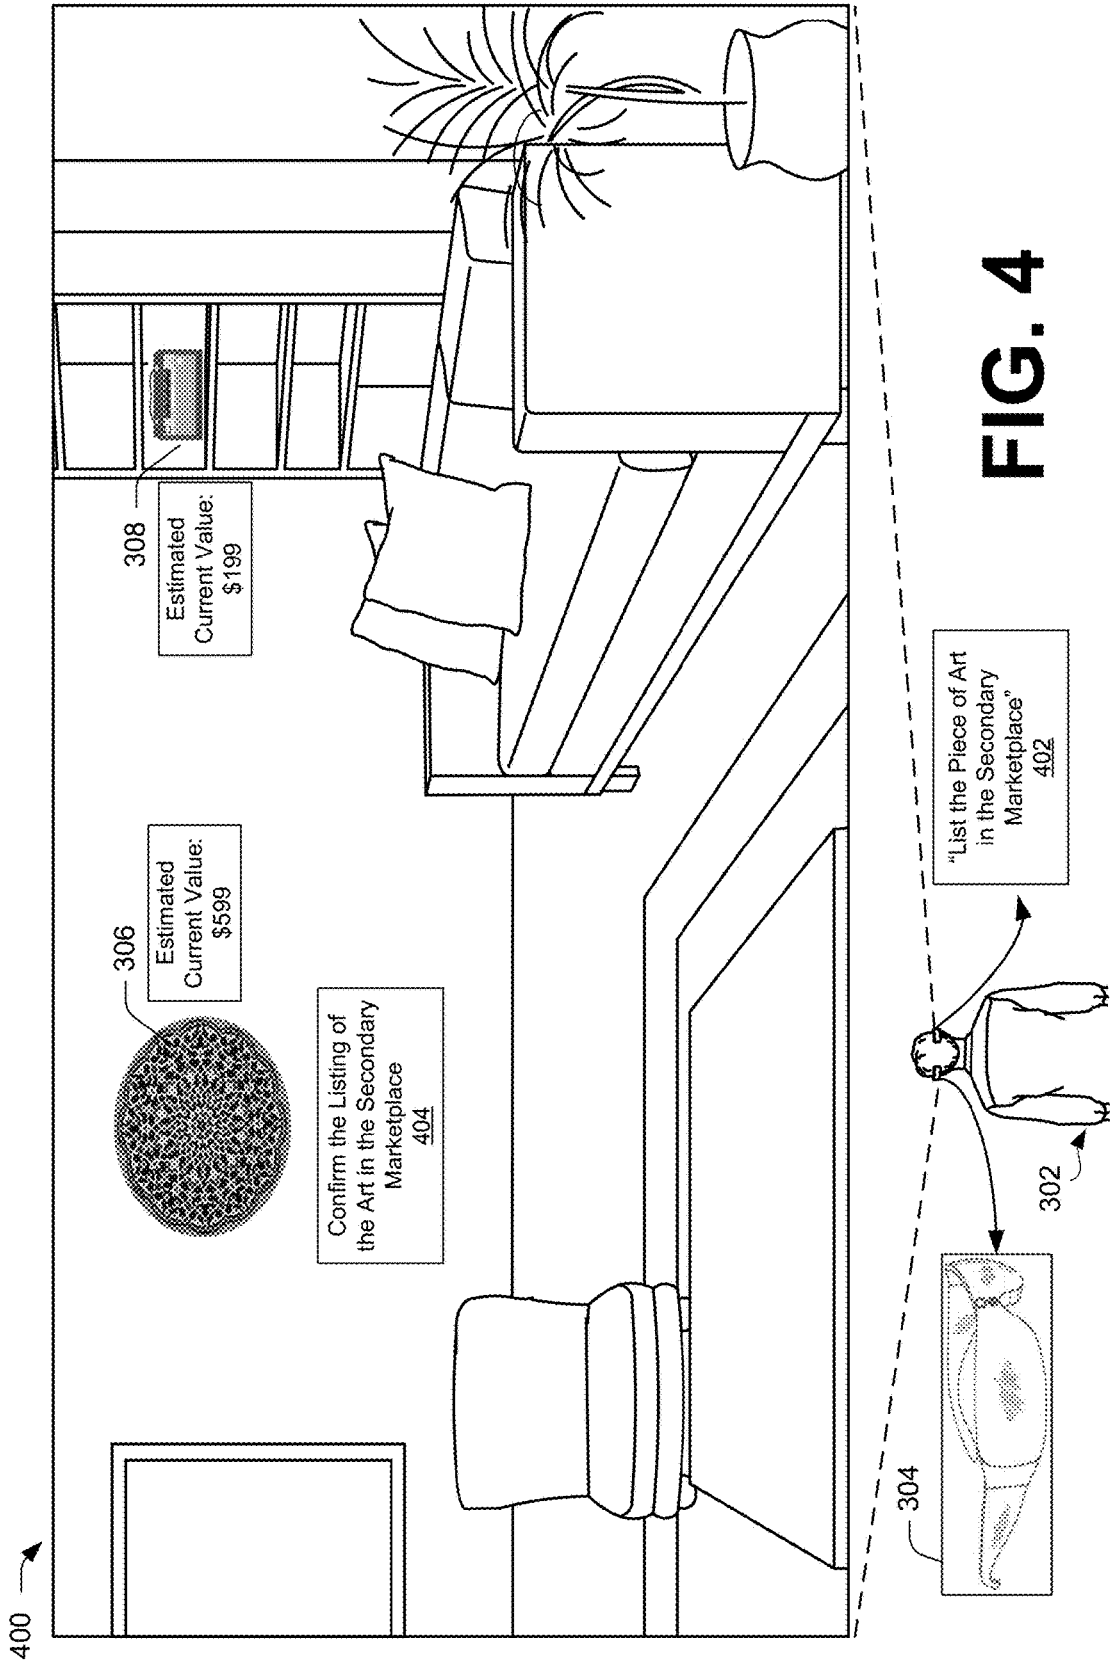 400
306
Estimated
Current Value:
$599
308
Estimated
Current Value:
$199
Confirm the Listing of
the Art in the Secondary
Marketplace
404
304
302
“List the Piece of Art
in the Secondary
Marketplace”
402
FIG. 4